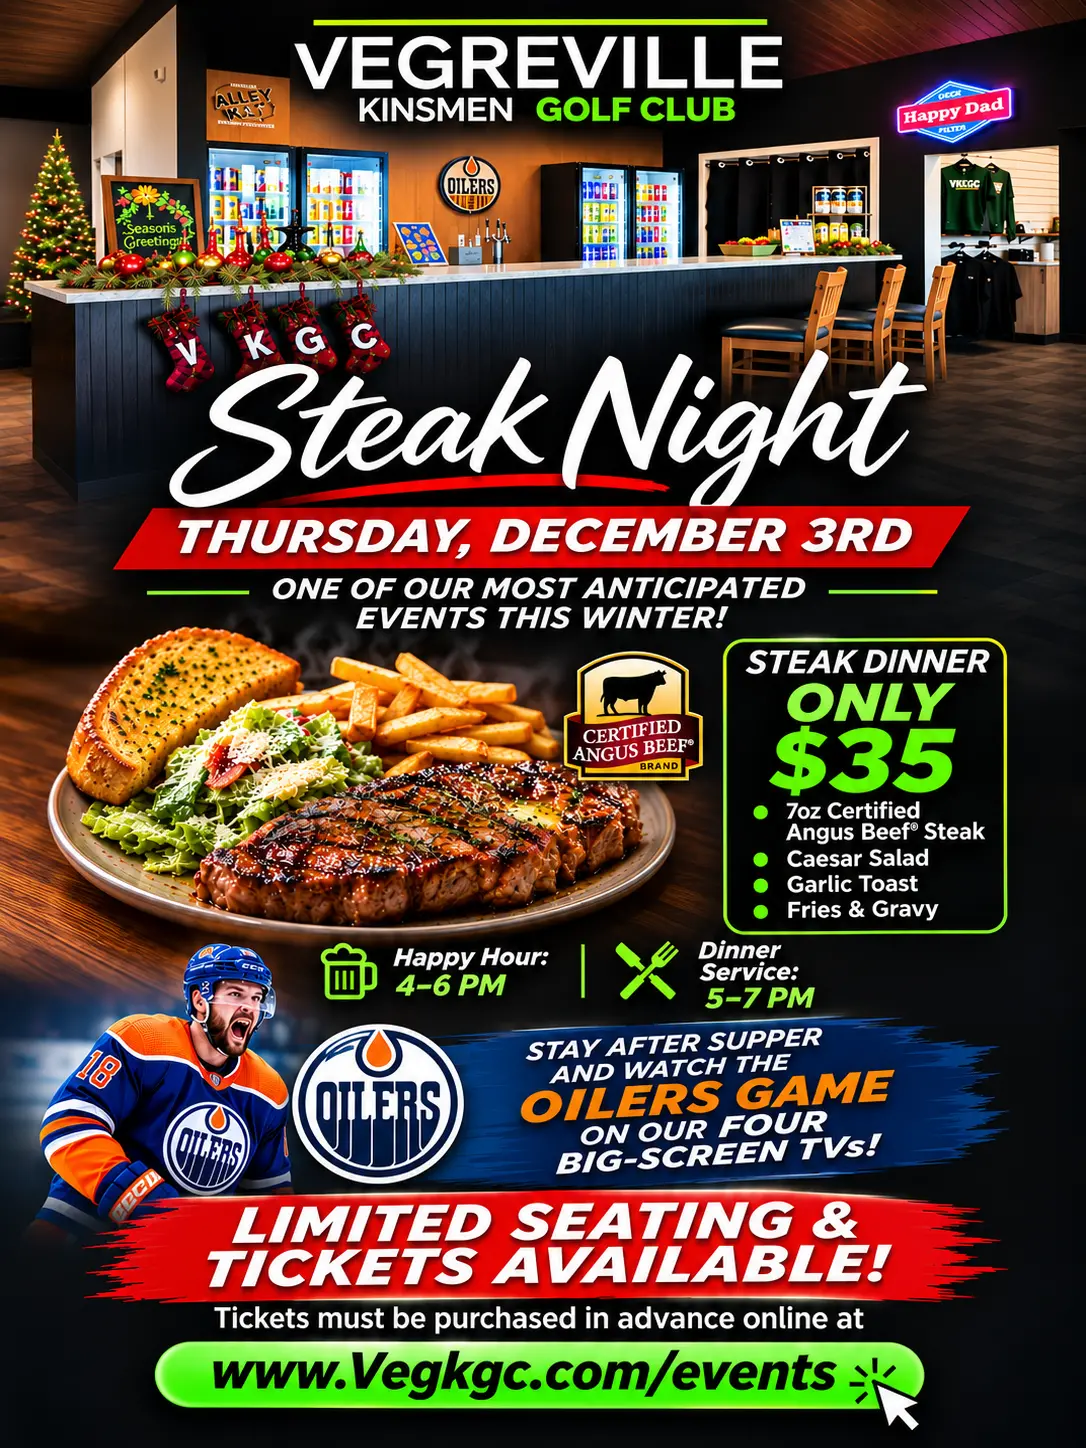 VEGREVILLE
KINSMEN GOLF CLUB
ALLEY
OILERS
Happy Dad
Season's
Greetings
VKGC
V K G C
Steak Night
THURSDAY, DECEMBER 3RD
ONE OF OUR MOST ANTICIPATED
EVENTS THIS WINTER!
CERTIFIED
ANGUS BEEF®
BRAND
STEAK DINNER
ONLY
$35
7oz Certified
Angus Beef® Steak
Caesar Salad
Garlic Toast
Fries & Gravy
Happy Hour:
4–6 PM
Dinner
Service:
5–7 PM
CCM
18
OILERS
OILERS
STAY AFTER SUPPER
AND WATCH THE
OILERS GAME
ON OUR FOUR
BIG-SCREEN TVs!
LIMITED SEATING &
TICKETS AVAILABLE!
Tickets must be purchased in advance online at
www.Vegkgc.com/events